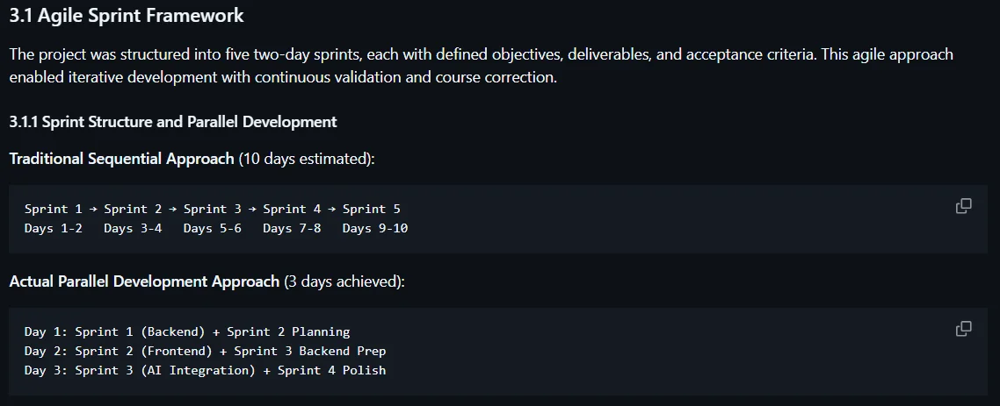 3.1 Agile Sprint Framework
The project was structured into five two-day sprints, each with defined objectives, deliverables, and acceptance criteria. This agile approach
enabled iterative development with continuous validation and course correction.
3.1.1 Sprint Structure and Parallel Development
Traditional Sequential Approach (10 days estimated):
Sprint 1 → Sprint 2 → Sprint 3 → Sprint 4 → Sprint 5
Days 1-2   Days 3-4   Days 5-6   Days 7-8   Days 9-10
Actual Parallel Development Approach (3 days achieved):
Day 1: Sprint 1 (Backend) + Sprint 2 Planning
Day 2: Sprint 2 (Frontend) + Sprint 3 Backend Prep
Day 3: Sprint 3 (AI Integration) + Sprint 4 Polish